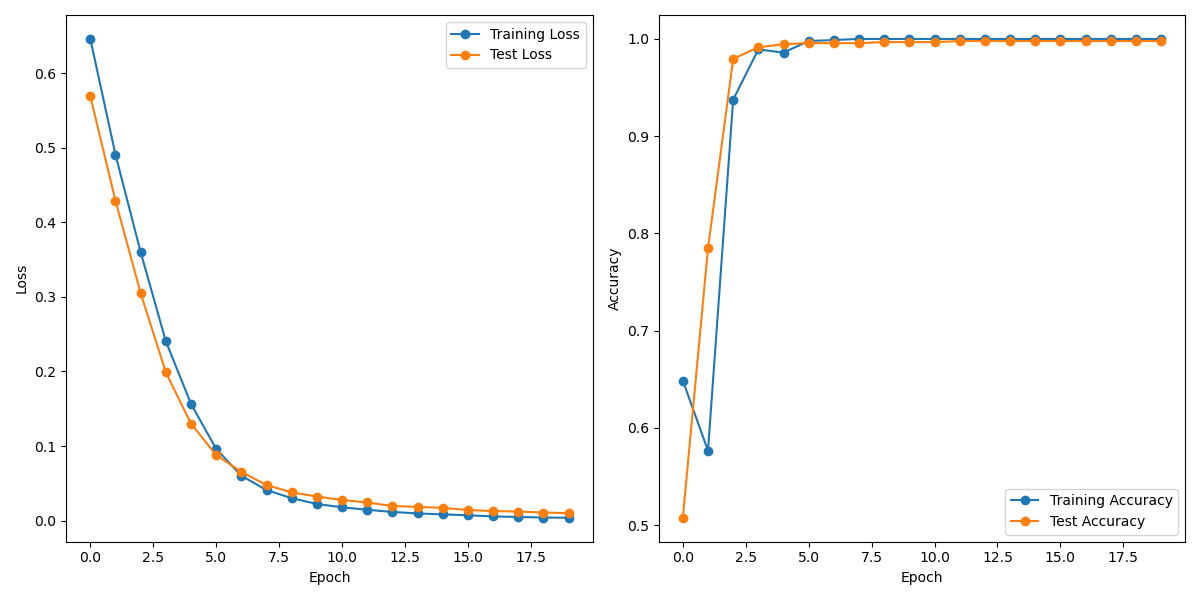 Training Loss
Test Loss
0.6
0.5
0.4
0.3
0.2
0.1
0.0
Loss
0.0 2.5 5.0 7.5 10.0 12.5 15.0 17.5
Epoch
1.0
0.9
0.8
0.7
0.6
0.5
Accuracy
Training Accuracy
Test Accuracy
0.0 2.5 5.0 7.5 10.0 12.5 15.0 17.5
Epoch